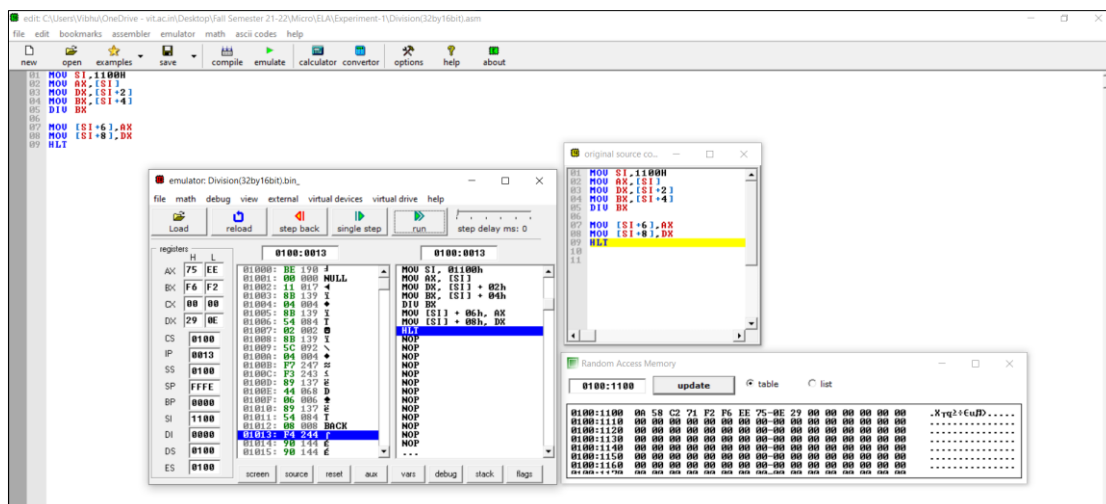 edit: C:\Users\Vibhu\OneDrive - vit.ac.in\Desktop\Fall Semester 21-22\Micro\ELA\Experiment-1\Division(32by16bit).asm
file edit bookmarks assembler emulator math ascii codes help
new open examples save compile emulate calculator convertor options help about
01 MOV SI,1100H
02 MOV AX,[SI]
03 MOV DX,[SI+2]
04 MOV BX,[SI+4]
05 DIV BX
06
07 MOV [SI+6],AX
08 MOV [SI+8],DX
09 HLT
original source co...
01 MOV SI,1100H
02 MOV AX,[SI]
03 MOV DX,[SI+2]
04 MOV BX,[SI+4]
05 DIV BX
06
07 MOV [SI+6],AX
08 MOV [SI+8],DX
09 HLT
10
11
emulator: Division(32by16bit).bin_
file math debug view external virtual devices virtual drive help
Load reload step back single step run step delay ms: 0
registers
H L
AX 75 EE
BX F6 F2
CX 00 00
DX 29 0E
CS 0100
IP 0013
SS 0100
SP FFFE
BP 0000
SI 1100
DI 0000
DS 0100
ES 0100
0100:0013
01000: BE 190
01001: 00 000 NULL
01002: 11 017
01003: 8B 139
01004: 04 004
01005: 8B 139
01006: 54 084 T
01007: 02 002
01008: 8B 139
01009: 5C 092 \
0100A: 04 004
0100B: F7 247
0100C: F3 243
0100D: 89 137
0100E: 44 068 D
0100F: 06 006
01010: 89 137
01011: 54 084 T
01012: 08 008 BACK
01013: F4 244
01014: 90 144
01015: 90 144
0100:0013
MOV SI, 01100h
MOV AX, [SI]
MOV DX, [SI] + 02h
MOV BX, [SI] + 04h
DIV BX
MOV [SI] + 06h, AX
MOV [SI] + 08h, DX
HLT
NOP
NOP
NOP
NOP
NOP
NOP
NOP
NOP
NOP
NOP
NOP
NOP
NOP
...
screen source reset aux vars debug stack flags
Random Access Memory
0100:1100 update table list
0100:1100 0A 58 C2 71 F2 F6 EE 75-0E 29 00 00 00 00 00 00
0100:1110 00 00 00 00 00 00 00 00-00 00 00 00 00 00 00 00 ................
0100:1120 00 00 00 00 00 00 00 00-00 00 00 00 00 00 00 00 ................
0100:1130 00 00 00 00 00 00 00 00-00 00 00 00 00 00 00 00 ................
0100:1140 00 00 00 00 00 00 00 00-00 00 00 00 00 00 00 00 ................
0100:1150 00 00 00 00 00 00 00 00-00 00 00 00 00 00 00 00 ................
0100:1160 00 00 00 00 00 00 00 00-00 00 00 00 00 00 00 00 ................